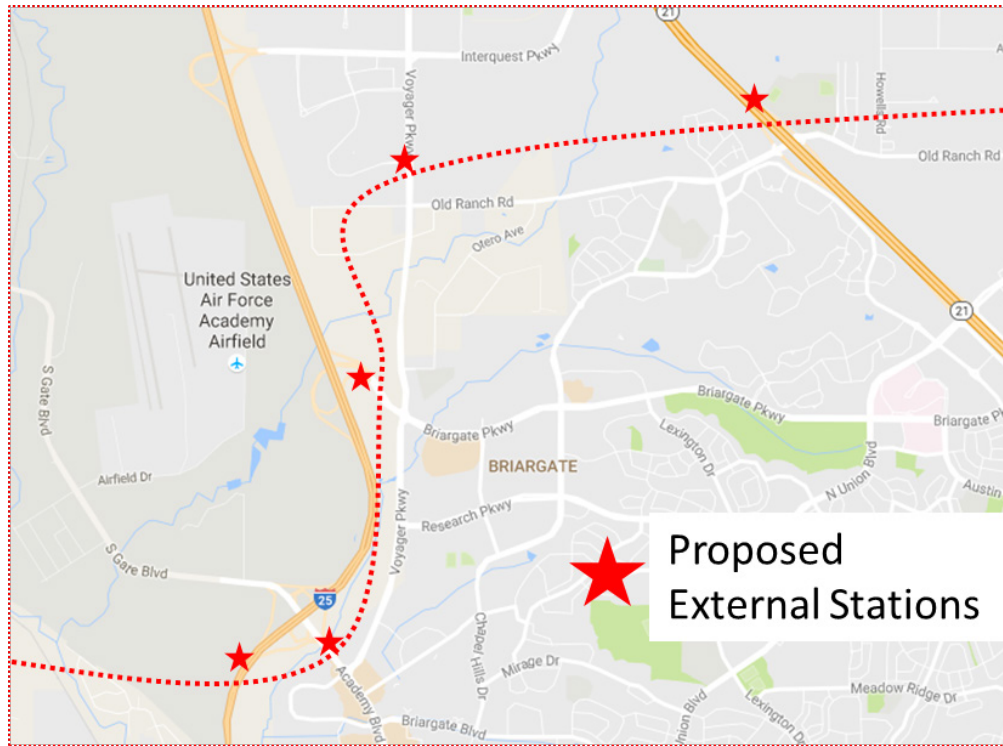 21
Interquest Pkwy
Voyager Pkwy
Howells Rd
Old Ranch Rd
Old Ranch Rd
Otero Ave
United States
Air Force
Academy
Airfield
21
S Gate Blvd
Briargate Pkwy
Briargate Pkwy
Briargate Pk
Lexington Dr
BRIARGATE
N Union Blvd
Airfield Dr
Austin
Voyager Pkwy
Research Pkwy
S Gare Blvd
25
Proposed
External Stations
Chapel Hills Dr
Mirage Dr
Academy Blvd
Union Blvd
Lexington Dr
Meadow Ridge Dr
Briargate Blvd